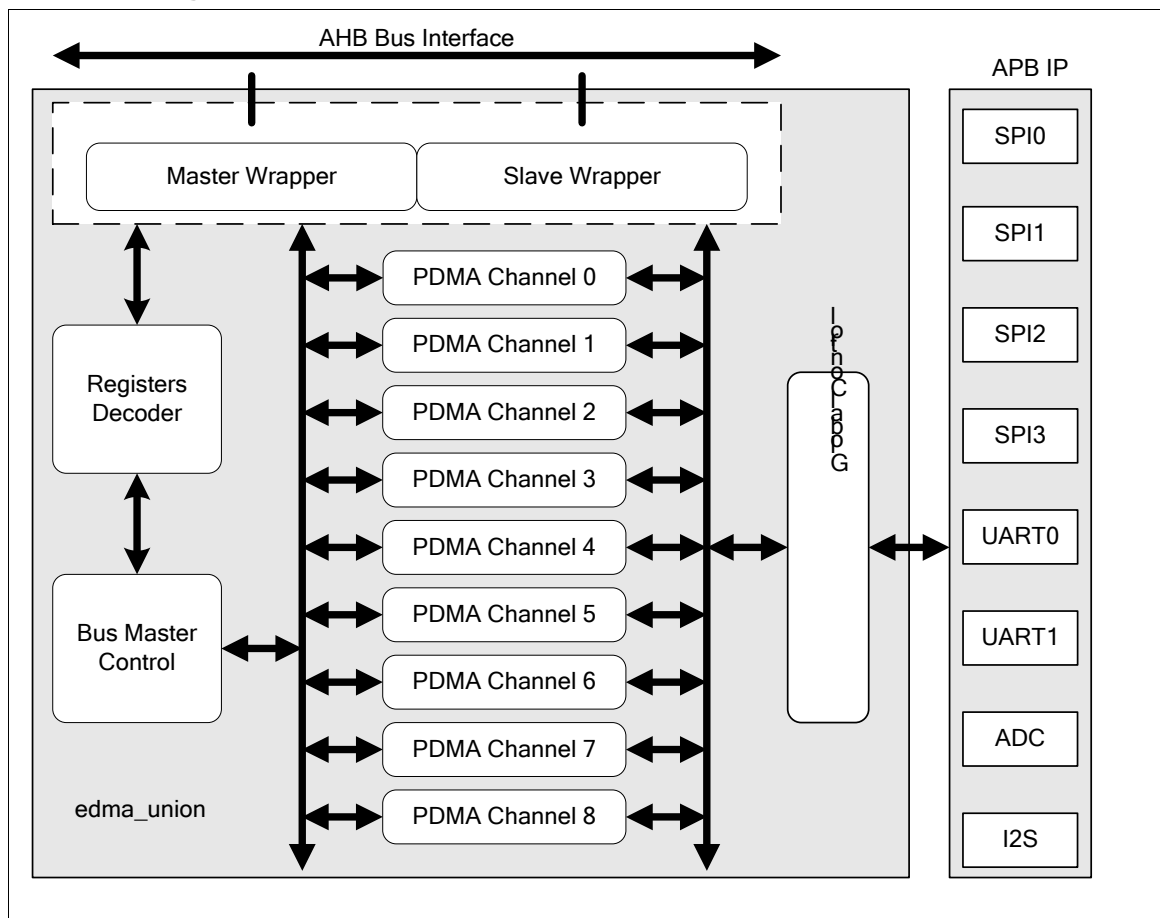 AHB Bus Interface
APB IP
Master Wrapper
Slave Wrapper
SPI0
SPI1
SPI2
SPI3
UART0
UART1
ADC
I2S
PDMA Channel 0
PDMA Channel 1
PDMA Channel 2
PDMA Channel 3
PDMA Channel 4
PDMA Channel 5
PDMA Channel 6
PDMA Channel 7
PDMA Channel 8
Registers
Decoder
Bus Master
Control
Global Control
edma_union